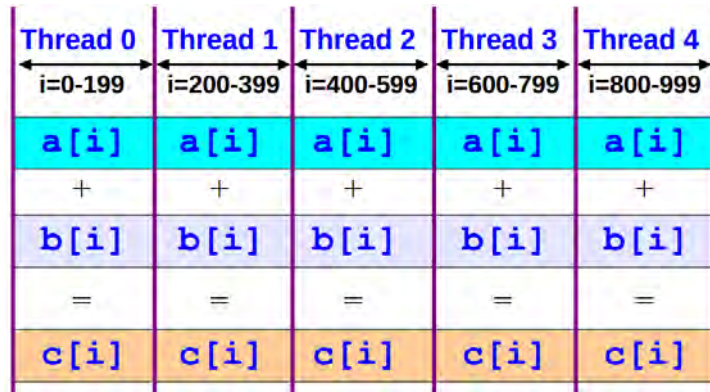 Thread 0 Thread 1 Thread 2 Thread 3 Thread 4
i=0-199 i=200-399 i=400-599 i=600-799 i=800-999
a[i] a[i] a[i] a[i] a[i]
+ + + + +
b[i] b[i] b[i] b[i] b[i]
= = = = =
c[i] c[i] c[i] c[i] c[i]